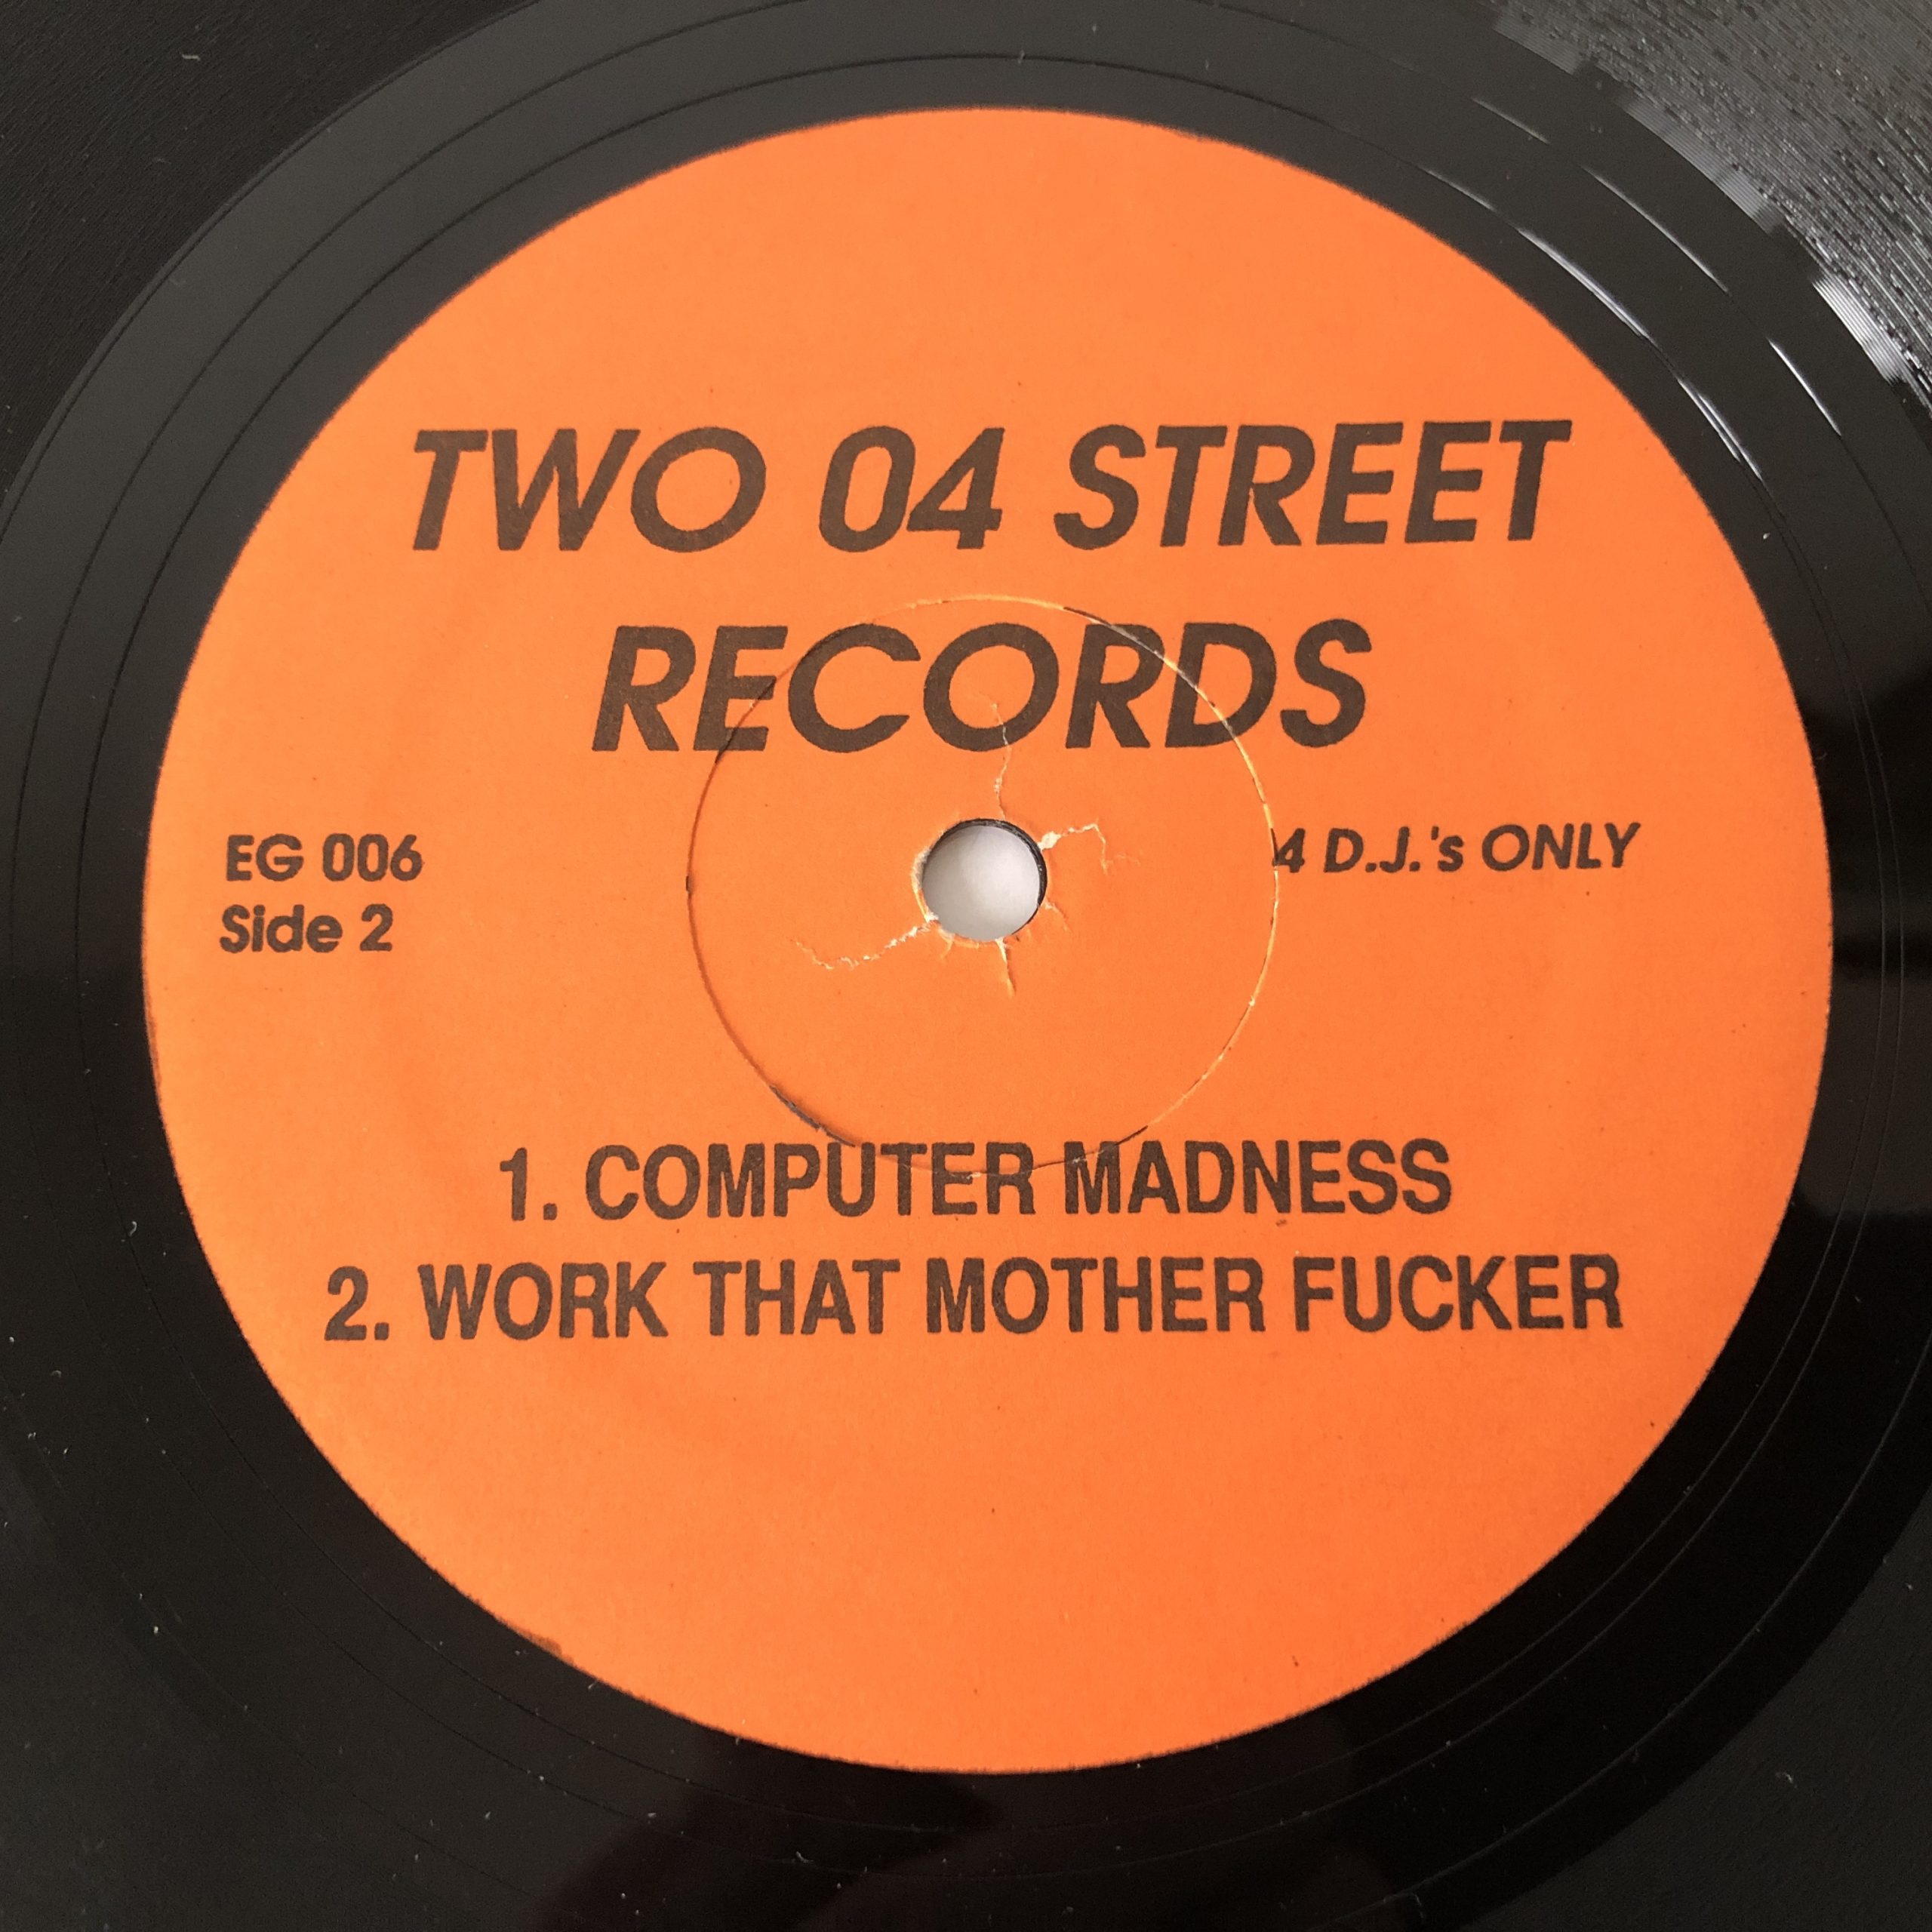 TWO 04 STREET
RECORDS
EG 006
Side 2
4 D.J.'s ONLY
1. COMPUTER MADNESS
2. WORK THAT MOTHER FUCKER